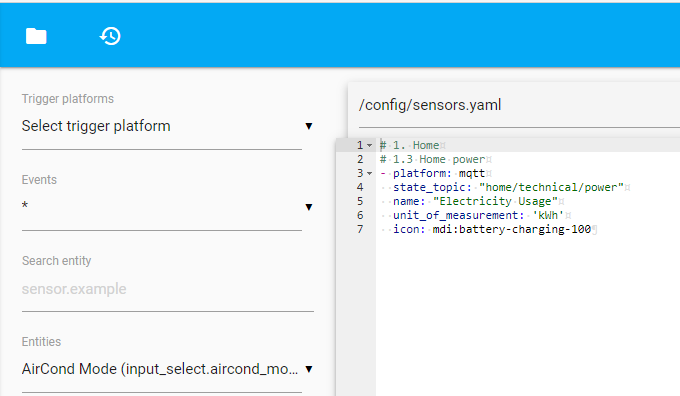 Trigger platforms
Select trigger platform
Events
*
Search entity
sensor.example
Entities
AirCond Mode (input_select.aircond_mo...
/config/sensors.yaml
1 # 1. Home
2 # 1.3 Home power
3 - platform: mqtt
4   state_topic: "home/technical/power"
5   name: "Electricity Usage"
6   unit_of_measurement: 'kWh'
7   icon: mdi:battery-charging-100